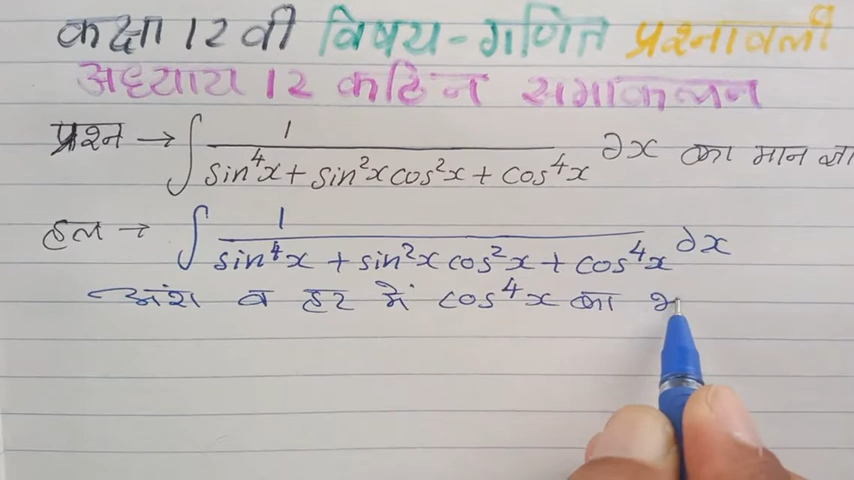 कक्षा 12 वी विषय - गणित प्रश्नावली
अध्याय 12 कठिन समाकलन
प्रश्न → ∫ 1/(sin⁴x + sin²x cos²x + cos⁴x) ∂x का मान ज्ञा
हल → ∫ 1/(sin⁴x + sin²x cos²x + cos⁴x) ∂x
अंश व हर में cos⁴x का